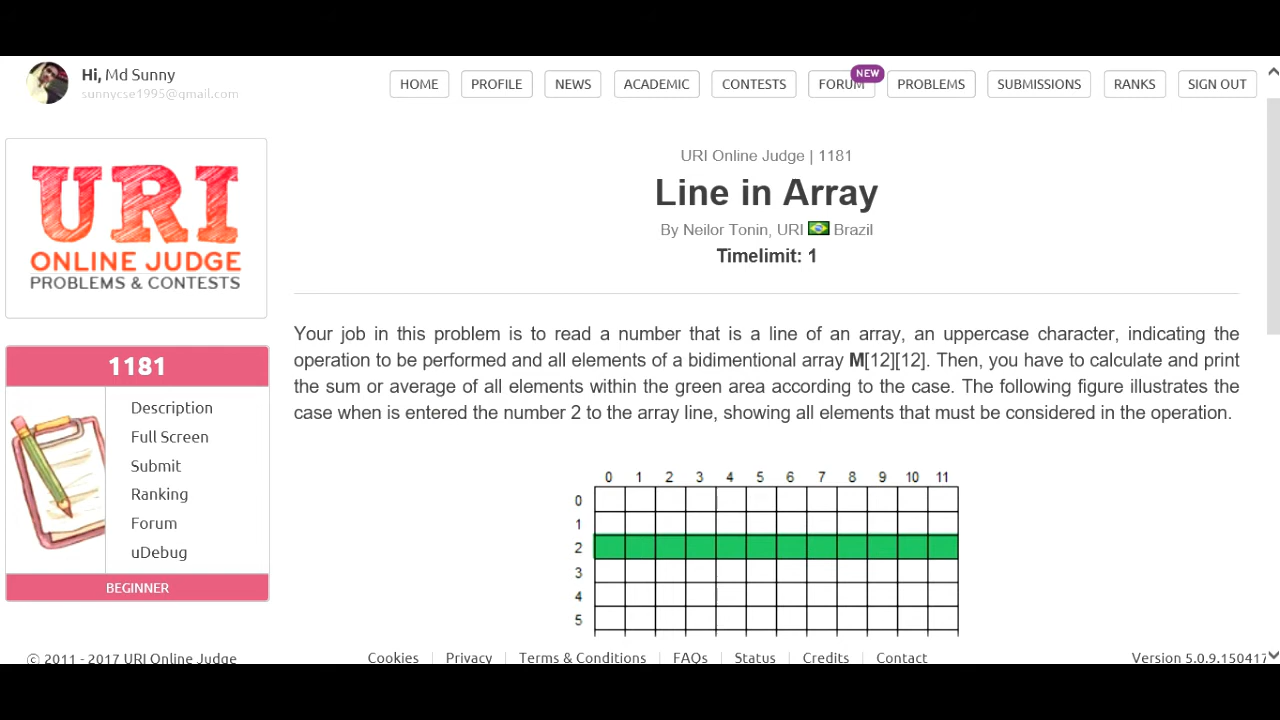 Hi, Md Sunny
sunnycse1995@gmail.com
HOME PROFILE NEWS ACADEMIC CONTESTS FORUM NEW PROBLEMS SUBMISSIONS RANKS SIGN OUT
URI
ONLINE JUDGE
PROBLEMS & CONTESTS
1181
Description
Full Screen
Submit
Ranking
Forum
uDebug
BEGINNER
URI Online Judge | 1181
Line in Array
By Neilor Tonin, URI Brazil
Timelimit: 1
Your job in this problem is to read a number that is a line of an array, an uppercase character, indicating the
operation to be performed and all elements of a bidimentional array M[12][12]. Then, you have to calculate and print
the sum or average of all elements within the green area according to the case. The following figure illustrates the
case when is entered the number 2 to the array line, showing all elements that must be considered in the operation.
0 1 2 3 4 5 6 7 8 9 10 11
0
1
2
3
4
5
© 2011 - 2017 URI Online Judge
Cookies Privacy Terms & Conditions FAQs Status Credits Contact
Version 5.0.9.150417